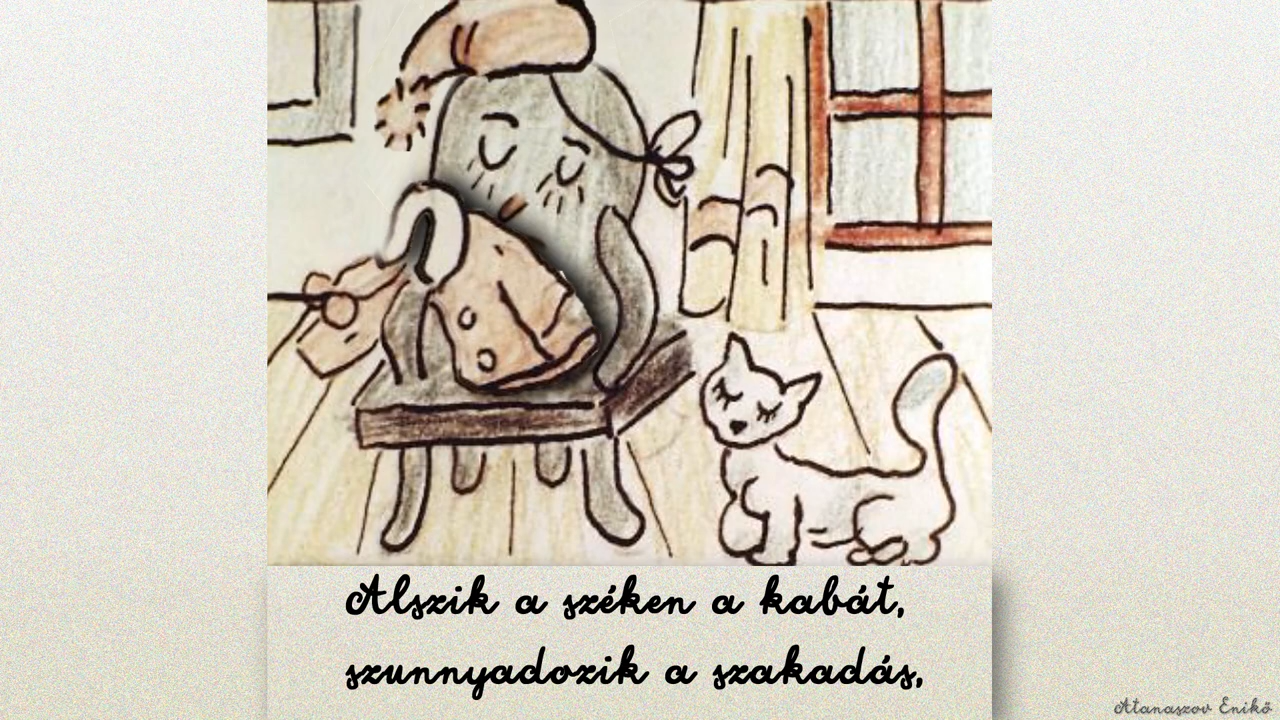 Alszik a széken a kabát,
szunnyadozik a szakadás,
Atanaszov Enikő